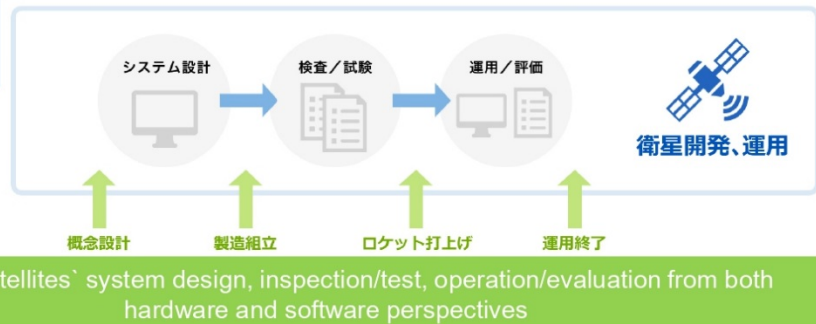 システム設計
検査／試験
運用／評価
衛星開発、運用
概念設計
製造組立
ロケット打上げ
運用終了
tellites` system design, inspection/test, operation/evaluation from both
hardware and software perspectives